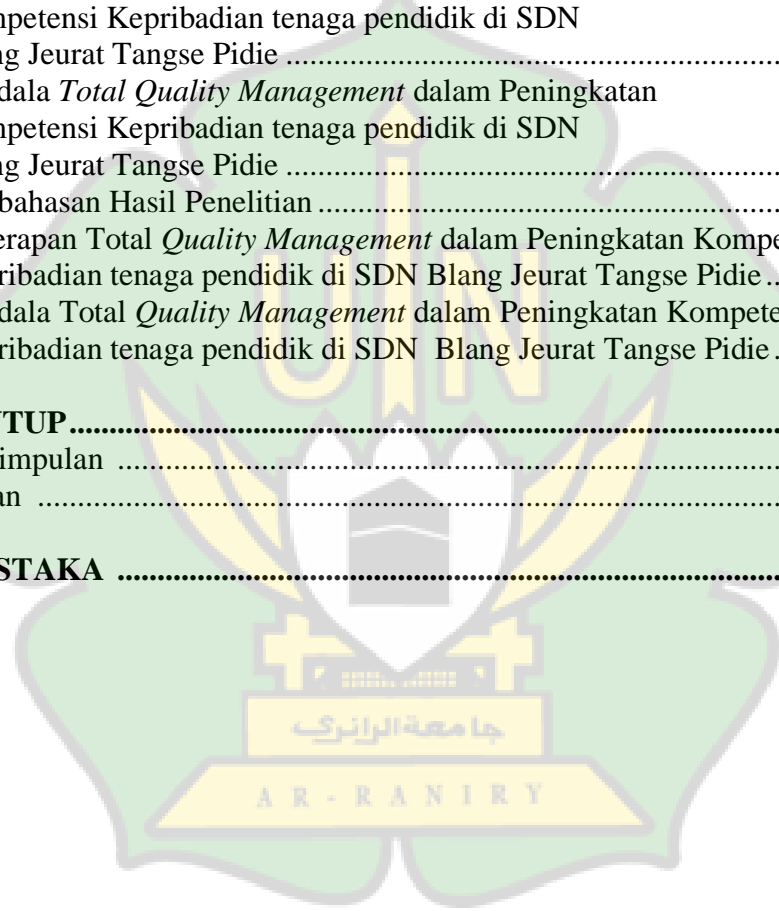 mpetensi Kepribadian tenaga pendidik di SDN
ng Jeurat Tangse Pidie ..............................................................
dala Total Quality Management dalam Peningkatan
mpetensi Kepribadian tenaga pendidik di SDN
ng Jeurat Tangse Pidie ..............................................................
bahasan Hasil Penelitian ..............................................................
erapan Total Quality Management dalam Peningkatan Kompe
ribadian tenaga pendidik di SDN Blang Jeurat Tangse Pidie ..
dala Total Quality Management dalam Peningkatan Kompete
ribadian tenaga pendidik di SDN Blang Jeurat Tangse Pidie .
UTUP..............................................................
impulan ..............................................................
an ..............................................................
STAKA ..............................................................
UIN
جامعة الرانري
AR-RANIRY